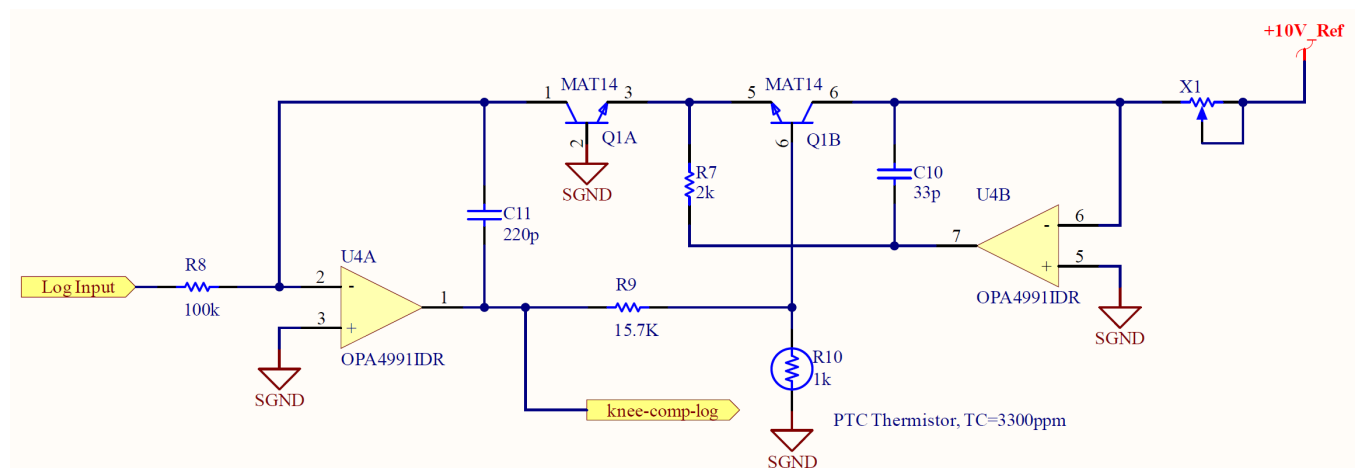 +10V_Ref
MAT14
MAT14
X1
1
3
5
6
Q1A
Q1B
2
6
SGND
R7
2k
C10
33p
U4B
C11
220p
7
6
-
5
+
OPA4991IDR
SGND
U4A
R8
Log Input
100k
2
-
1
3
+
OPA4991IDR
SGND
R9
15.7K
R10
1k
knee-comp-log
PTC Thermistor, TC=3300ppm
SGND